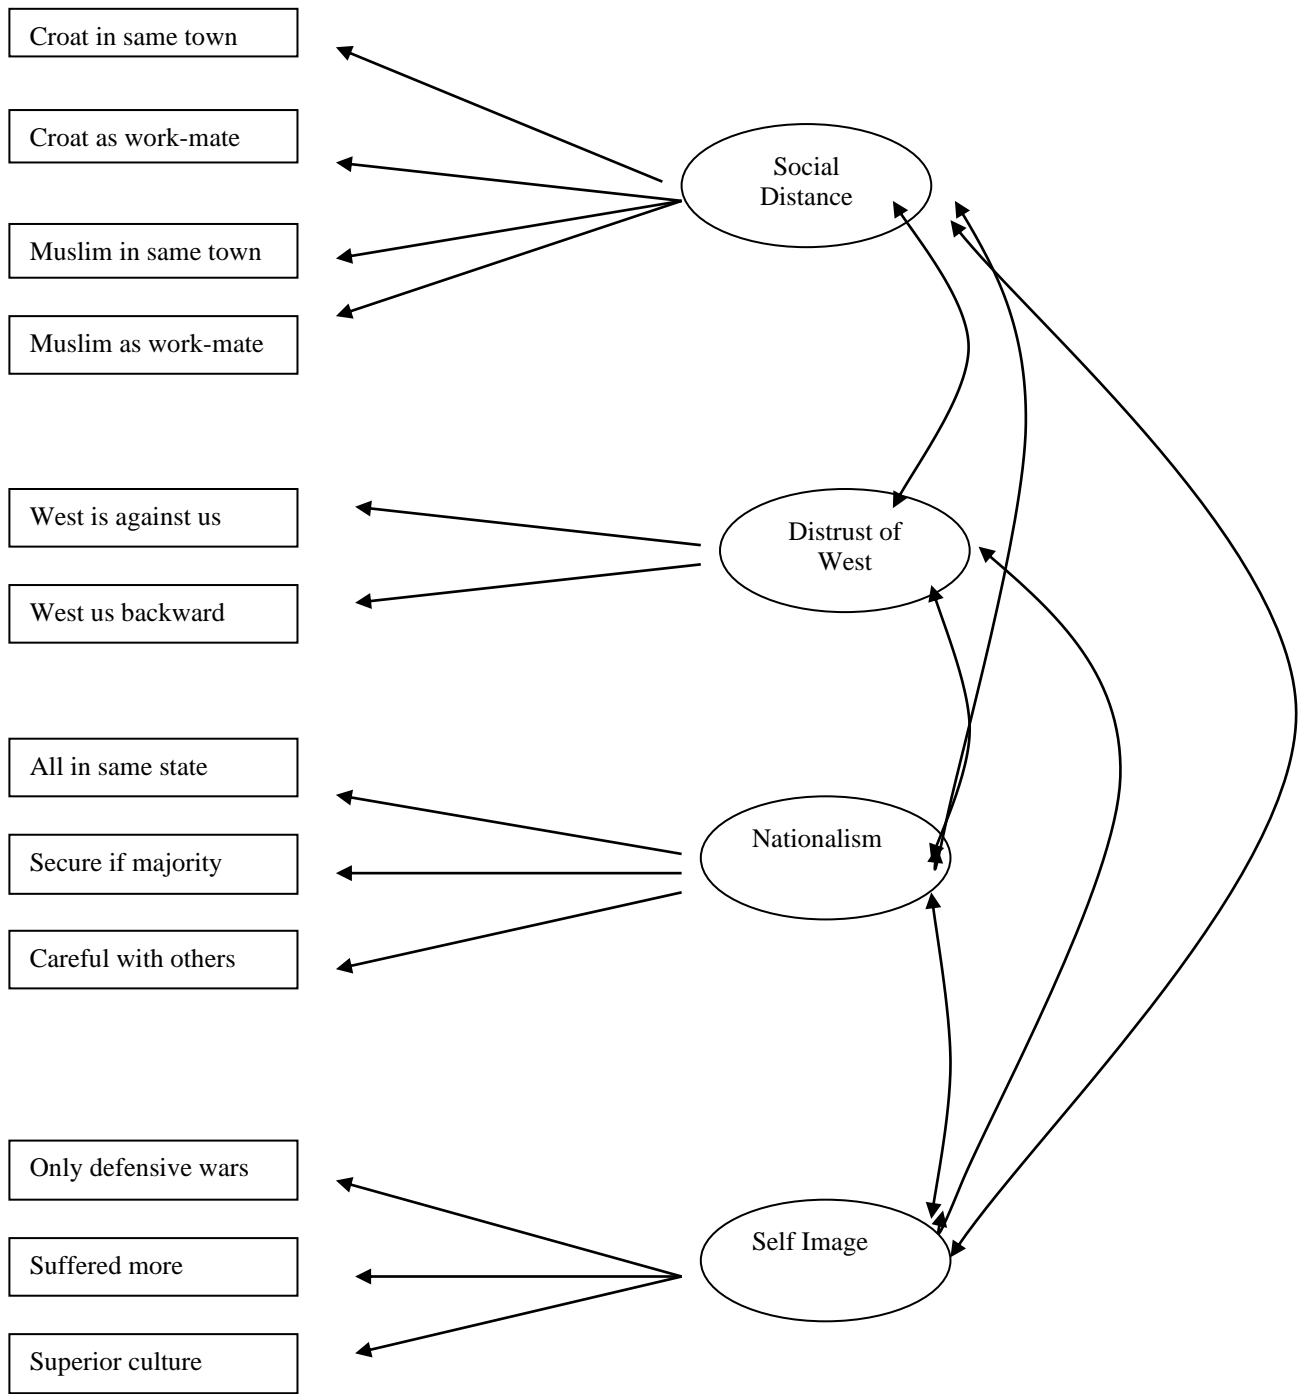 Croat in same town
Croat as work-mate
Social
Distance
Muslim in same town
Muslim as work-mate
West is against us
Distrust of
West
West us backward
All in same state
Nationalism
Secure if majority
Careful with others
Only defensive wars
Self Image
Suffered more
Superior culture